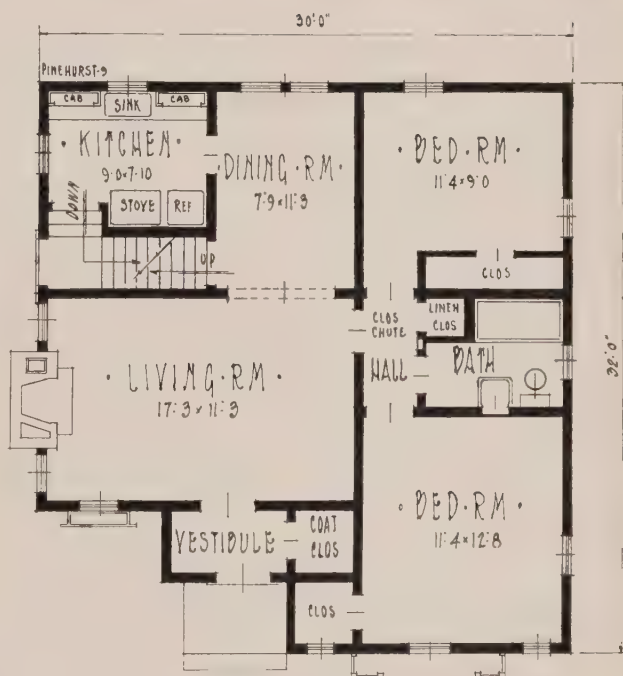 30'0"
PINEHURST-9
CAB
SINK
CAB
• KITCHEN •
9·0×7·10
DOWN
STOVE
REF
UP
DINING·RM •
7'·9×11'·3
• BED·RM •
11'·4×9'·0
CLOS
CLOS
CHUTE
LINEN
CLOS
HALL
BATH
32'·0"
• LIVING·RM •
17'·3×11'·3
VESTIBULE
COAT
CLOS
CLOS
• BED·RM •
11'·4×12'·8